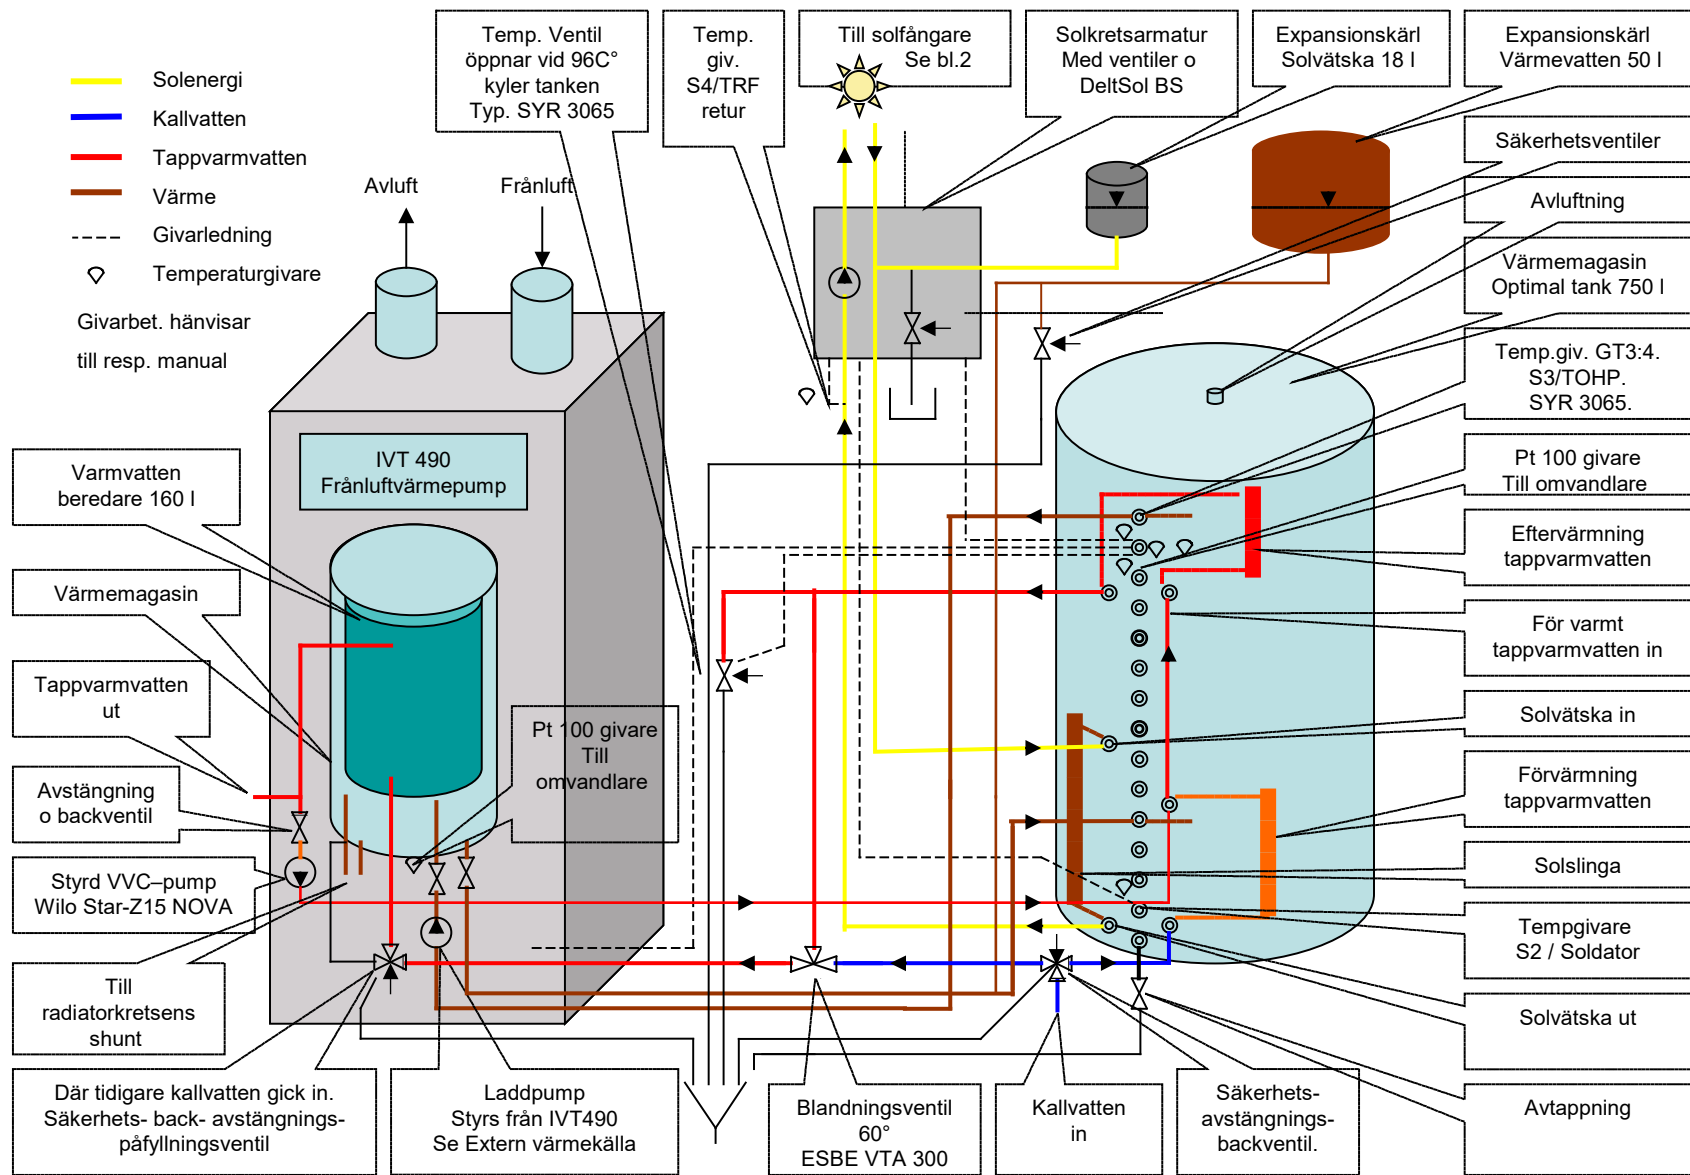 Solenergi
Kallvatten
Tappvarmvatten
Värme
Givarledning
Temperaturgivare
Givarbet. hänvisar
till resp. manual
Temp. Ventil
öppnar vid 96C°
kyler tanken
Typ. SYR 3065
Temp.
giv.
S4/TRF
retur
Till solfångare
Se bl.2
Solkretsarmatur
Med ventiler o
DeltSol BS
Expansionskärl
Solvätska 18 l
Expansionskärl
Värmevatten 50 l
Säkerhetsventiler
Avluftning
Värmemagasin
Optimal tank 750 l
Temp.giv. GT3:4.
S3/TOHP.
SYR 3065.
Pt 100 givare
Till omvandlare
Eftervärmning
tappvarmvatten
För varmt
tappvarmvatten in
Solvätska in
Förvärmning
tappvarmvatten
Solslinga
Tempgivare
S2 / Soldator
Solvätska ut
Avtappning
Avluft
Frånluft
IVT 490
Frånluftvärmepump
Varmvatten
beredare 160 l
Värmemagasin
Tappvarmvatten
ut
Avstängning
o backventil
Styrd VVC–pump
Wilo Star-Z15 NOVA
Till
radiatorkretsens
shunt
Pt 100 givare
Till
omvandlare
Där tidigare kallvatten gick in.
Säkerhets- back- avstängnings-
påfyllningsventil
Laddpump
Styrs från IVT490
Se Extern värmekälla
Blandningsventil
60°
ESBE VTA 300
Kallvatten
in
Säkerhets-
avstängnings-
backventil.